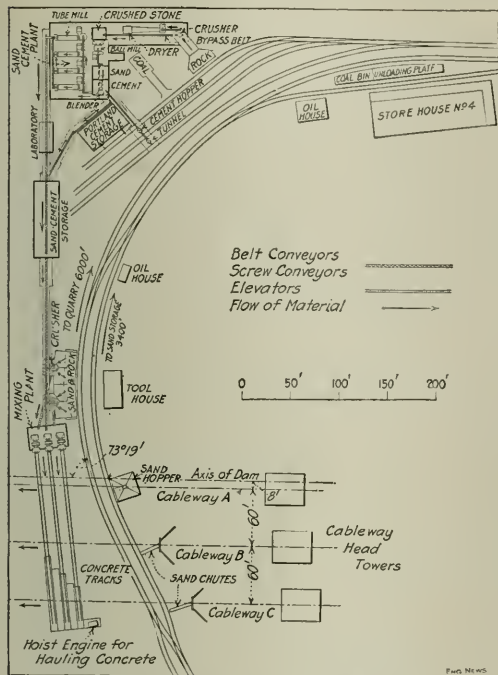 TUBE MILL
CRUSHED STONE
CRUSHER
BYPASS BELT
SAND
CEMENT
PLANT
BALL MILL
DRYER
COAL
ROCK
SAND
CEMENT
BLENDER
CEMENT HOPPER
TUNNEL
PORTLAND
CEMENT
STORAGE
COAL BIN UNLOADING PLATF.
OIL
HOUSE
STORE HOUSE No4
LABORATORY
SAND-CEMENT
STORAGE
Belt Conveyors
Screw Conveyors
Elevators
Flow of Material
OIL
HOUSE
TO QUARRY 6000'
TO SAND STORAGE
3400'
CRUSHER
SAND & ROCK
TOOL
HOUSE
0 50' 100' 150' 200'
MIXING
PLANT
73°19'
SAND
HOPPER
Axis of Dam
Cableway A
8'
60'
Cableway B
60'
Cableway
Head
Towers
CONCRETE
TRACKS
SAND CHUTES
Cableway C
Hoist Engine for
Hauling Concrete
ENG. NEWS